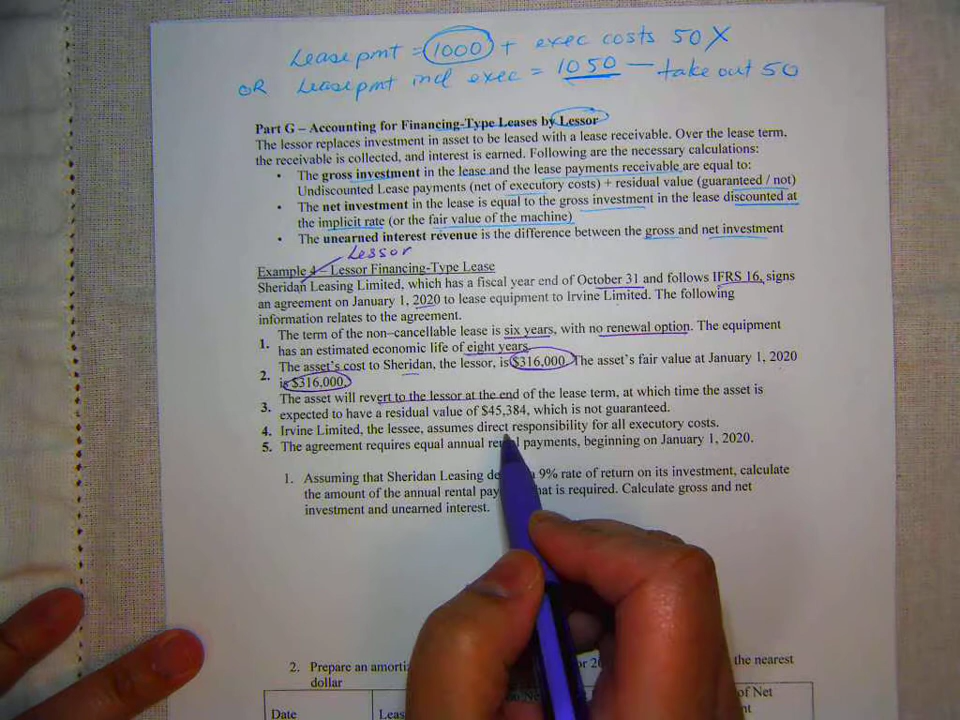 Lease pmt = 1000 + exec costs 50 X
OR Lease pmt incl exec = 1050 — take out 50
Part G – Accounting for Financing-Type Leases by Lessor
The lessor replaces investment in asset to be leased with a lease receivable. Over the lease term,
the receivable is collected, and interest is earned. Following are the necessary calculations:
• The gross investment in the lease and the lease payments receivable are equal to:
Undiscounted Lease payments (net of executory costs) + residual value (guaranteed / not)
• The net investment in the lease is equal to the gross investment in the lease discounted at
the implicit rate (or the fair value of the machine)
• The unearned interest revenue is the difference between the gross and net investment
Lessor
Example 4 – Lessor Financing-Type Lease
Sheridan Leasing Limited, which has a fiscal year end of October 31 and follows IFRS 16, signs
an agreement on January 1, 2020 to lease equipment to Irvine Limited. The following
information relates to the agreement.
1. The term of the non–cancellable lease is six years, with no renewal option. The equipment
has an estimated economic life of eight years.
2. The asset's cost to Sheridan, the lessor, is $316,000. The asset's fair value at January 1, 2020
is $316,000.
3. The asset will revert to the lessor at the end of the lease term, at which time the asset is
expected to have a residual value of $45,384, which is not guaranteed.
4. Irvine Limited, the lessee, assumes direct responsibility for all executory costs.
5. The agreement requires equal annual rental payments, beginning on January 1, 2020.
1. Assuming that Sheridan Leasing de a 9% rate of return on its investment, calculate
the amount of the annual rental pay hat is required. Calculate gross and net
investment and unearned interest.
2. Prepare an amorti or 20 the nearest
dollar
Date Leas of Net